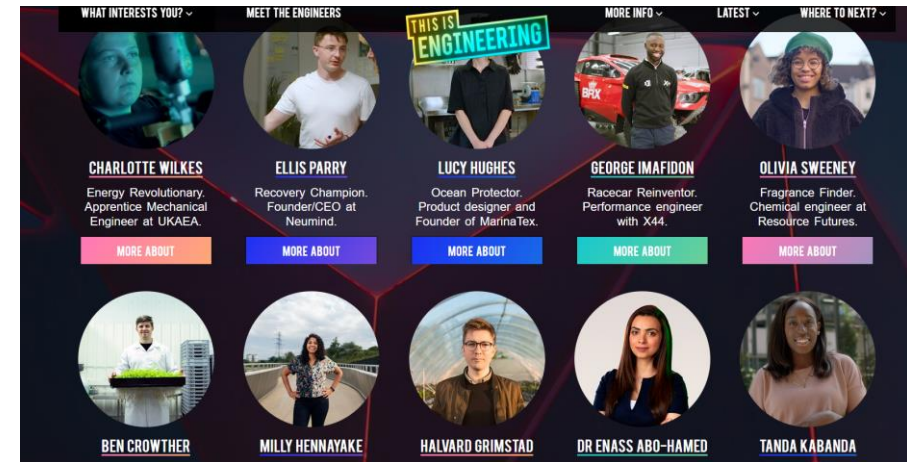 WHAT INTERESTS YOU?
MEET THE ENGINEERS
THIS IS
ENGINEERING
MORE INFO
LATEST
WHERE TO NEXT?
BRX
CHARLOTTE WILKES
Energy Revolutionary.
Apprentice Mechanical
Engineer at UKAEA.
MORE ABOUT
ELLIS PARRY
Recovery Champion.
Founder/CEO at
Neumind.
MORE ABOUT
LUCY HUGHES
Ocean Protector.
Product designer and
Founder of MarinaTex.
MORE ABOUT
GEORGE IMAFIDON
Racecar Reinventor.
Performance engineer
with X44.
MORE ABOUT
OLIVIA SWEENEY
Fragrance Finder.
Chemical engineer at
Resource Futures.
MORE ABOUT
BEN CROWTHER
MILLY HENNAYAKE
HALVARD GRIMSTAD
DR ENASS ABO-HAMED
TANDA KABANDA